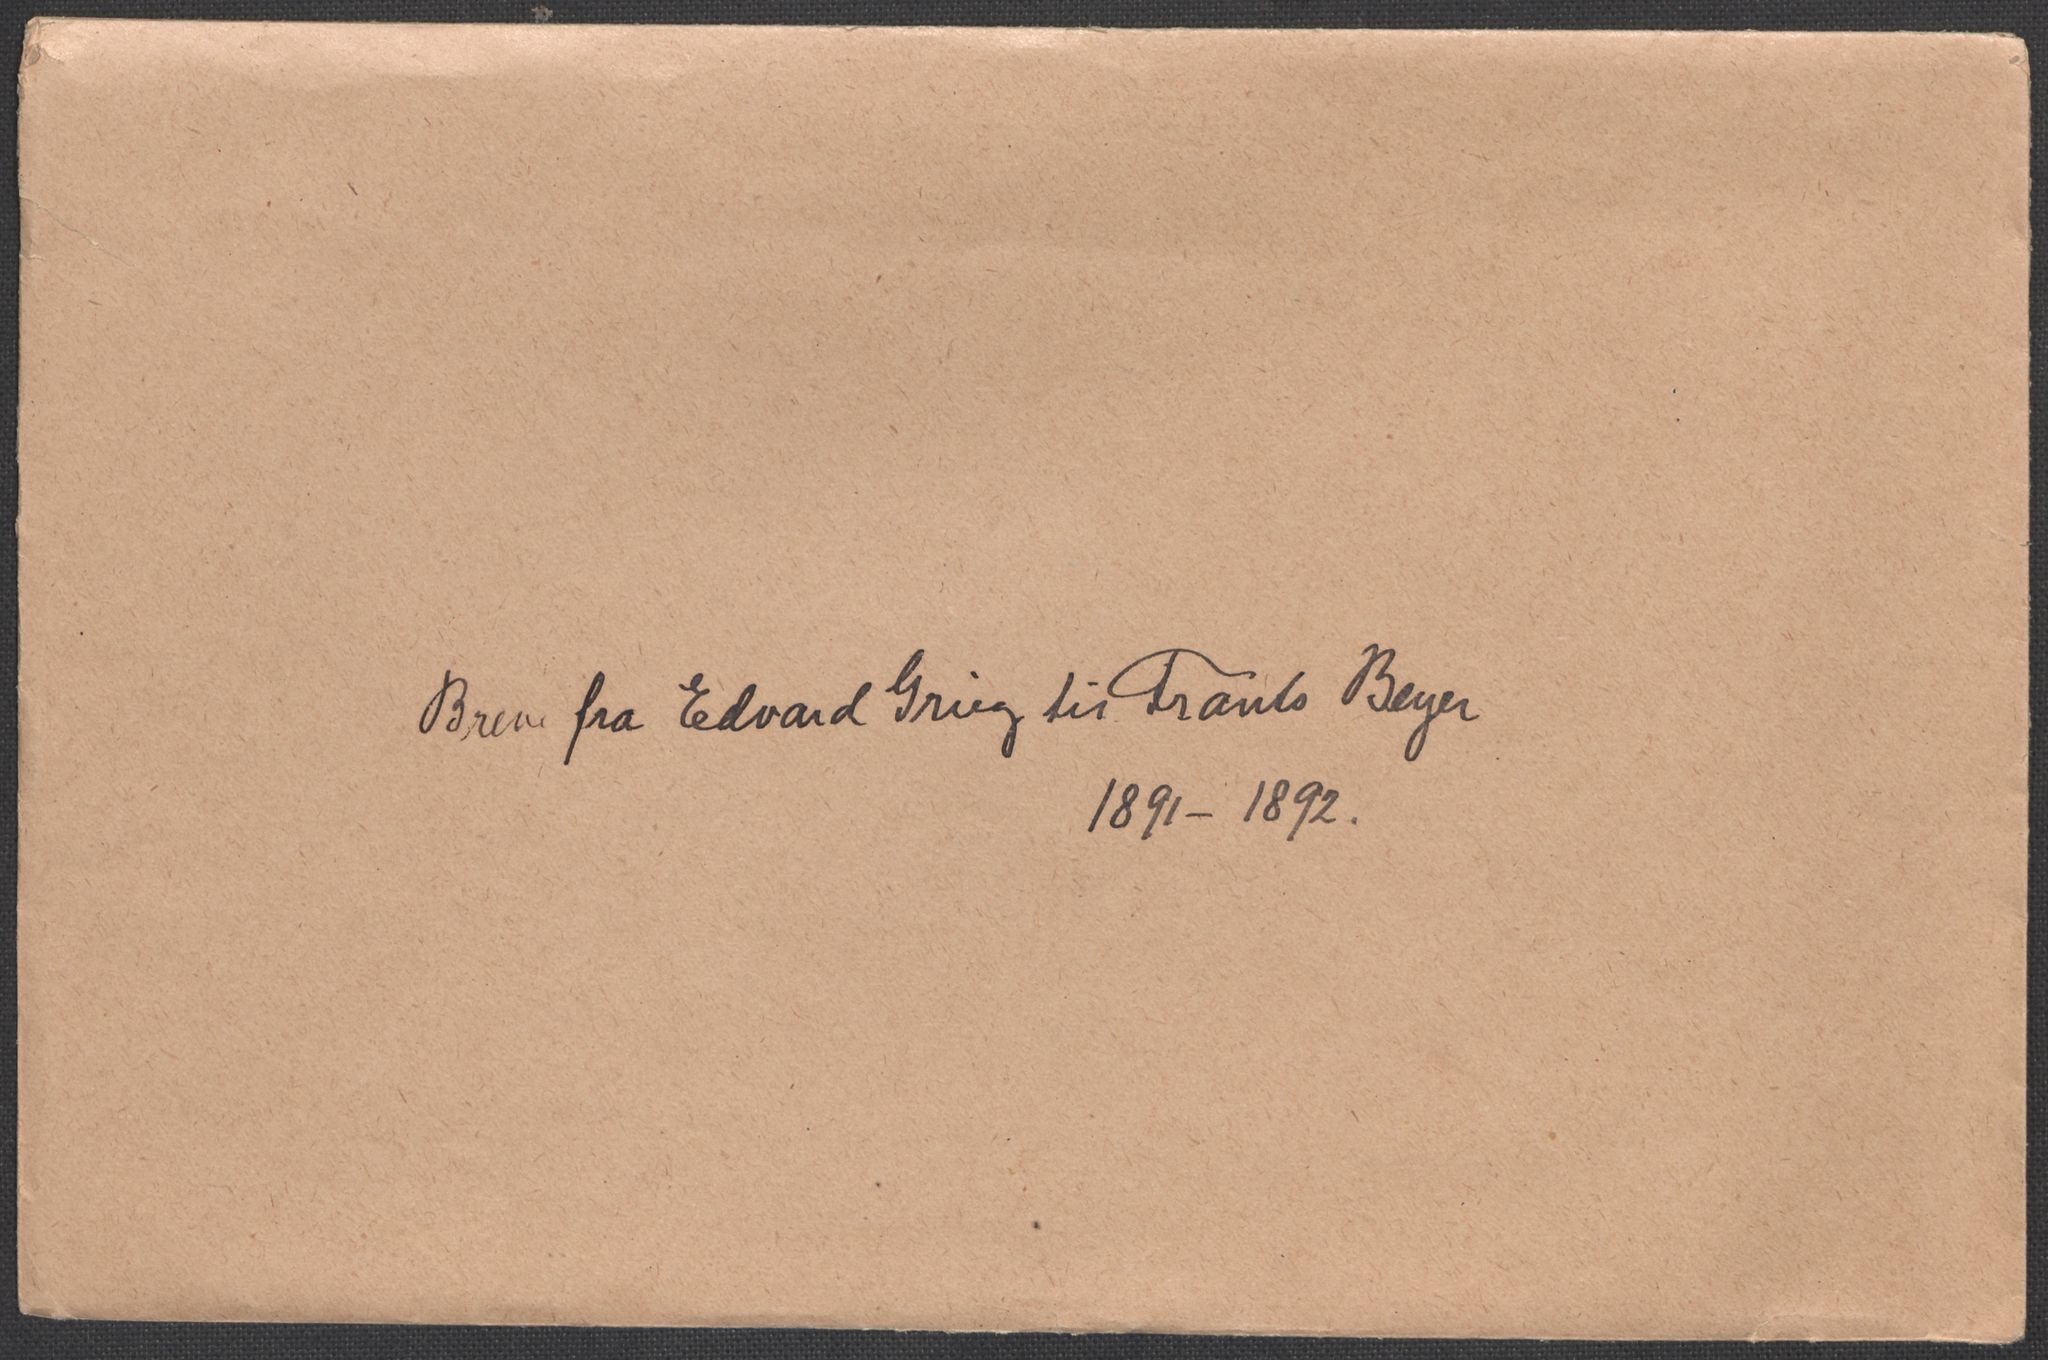 Breve fra Edvard Grieg til Frants Beyer
1891 - 1892.